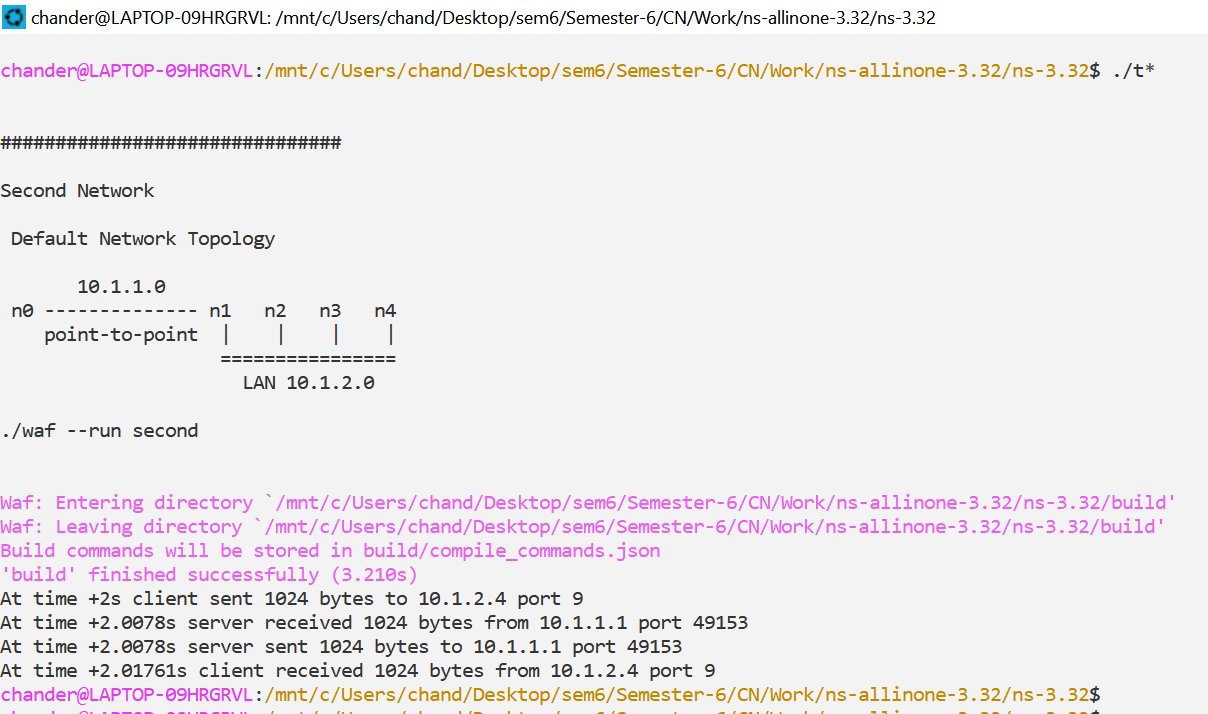 chander@LAPTOP-09HRGRVL: /mnt/c/Users/chand/Desktop/sem6/Semester-6/CN/Work/ns-allinone-3.32/ns-3.32
chander@LAPTOP-09HRGRVL:/mnt/c/Users/chand/Desktop/sem6/Semester-6/CN/Work/ns-allinone-3.32/ns-3.32$ ./t*
###############################
Second Network
 Default Network Topology
       10.1.1.0
 n0 -------------- n1   n2   n3   n4
    point-to-point  |    |    |    |
                    ================
                      LAN 10.1.2.0
./waf --run second
Waf: Entering directory `/mnt/c/Users/chand/Desktop/sem6/Semester-6/CN/Work/ns-allinone-3.32/ns-3.32/build'
Waf: Leaving directory `/mnt/c/Users/chand/Desktop/sem6/Semester-6/CN/Work/ns-allinone-3.32/ns-3.32/build'
Build commands will be stored in build/compile_commands.json
'build' finished successfully (3.210s)
At time +2s client sent 1024 bytes to 10.1.2.4 port 9
At time +2.0078s server received 1024 bytes from 10.1.1.1 port 49153
At time +2.0078s server sent 1024 bytes to 10.1.1.1 port 49153
At time +2.01761s client received 1024 bytes from 10.1.2.4 port 9
chander@LAPTOP-09HRGRVL:/mnt/c/Users/chand/Desktop/sem6/Semester-6/CN/Work/ns-allinone-3.32/ns-3.32$